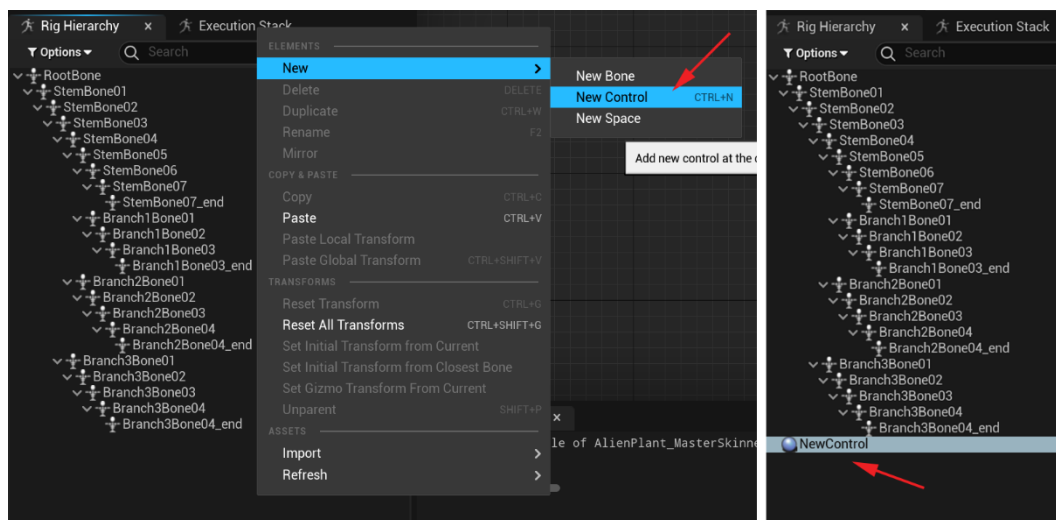 Rig Hierarchy x Execution Stack
Options Search
RootBone
StemBone01
StemBone02
StemBone03
StemBone04
StemBone05
StemBone06
StemBone07
StemBone07_end
Branch1Bone01
Branch1Bone02
Branch1Bone03
Branch1Bone03_end
Branch2Bone01
Branch2Bone02
Branch2Bone03
Branch2Bone04
Branch2Bone04_end
Branch3Bone01
Branch3Bone02
Branch3Bone03
Branch3Bone04
Branch3Bone04_end
ELEMENTS
New
Delete DELETE
Duplicate CTRL+W
Rename F2
Mirror
COPY & PASTE
Copy CTRL+C
Paste CTRL+V
Paste Local Transform
Paste Global Transform CTRL+SHIFT+V
TRANSFORMS
Reset Transform CTRL+G
Reset All Transforms CTRL+SHIFT+G
Set Initial Transform from Current
Set Initial Transform from Closest Bone
Set Gizmo Transform From Current
Unparent SHIFT+P
ASSETS
Import
Refresh
New Bone
New Control CTRL+N
New Space
Add new control at the
x
le of AlienPlant_MasterSkinne
Rig Hierarchy x Execution Stack
Options Search
RootBone
StemBone01
StemBone02
StemBone03
StemBone04
StemBone05
StemBone06
StemBone07
StemBone07_end
Branch1Bone01
Branch1Bone02
Branch1Bone03
Branch1Bone03_end
Branch2Bone01
Branch2Bone02
Branch2Bone03
Branch2Bone04
Branch2Bone04_end
Branch3Bone01
Branch3Bone02
Branch3Bone03
Branch3Bone04
Branch3Bone04_end
NewControl